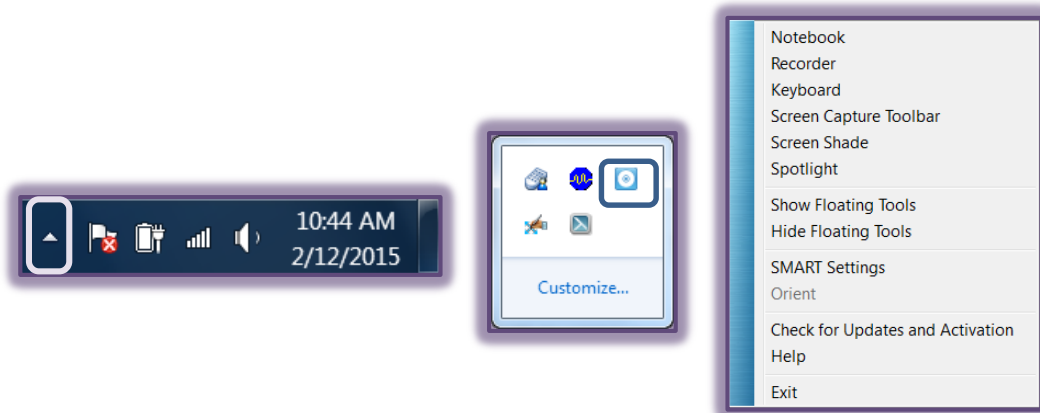 10:44 AM
2/12/2015
Customize...
Notebook
Recorder
Keyboard
Screen Capture Toolbar
Screen Shade
Spotlight
Show Floating Tools
Hide Floating Tools
SMART Settings
Orient
Check for Updates and Activation
Help
Exit